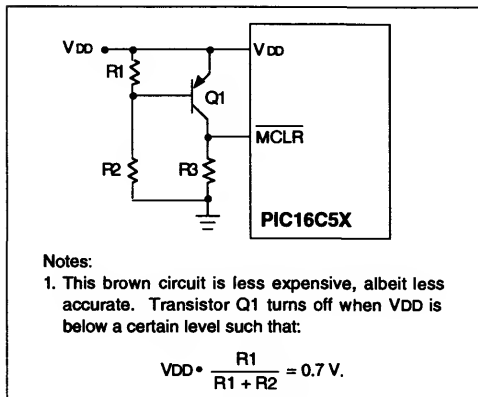 VDD VDD
R1
Q1
MCLR
R2 R3
PIC16C5X
Notes:
1. This brown circuit is less expensive, albeit less
accurate. Transistor Q1 turns off when VDD is
below a certain level such that:
VDD • R1 / (R1 + R2) = 0.7 V.